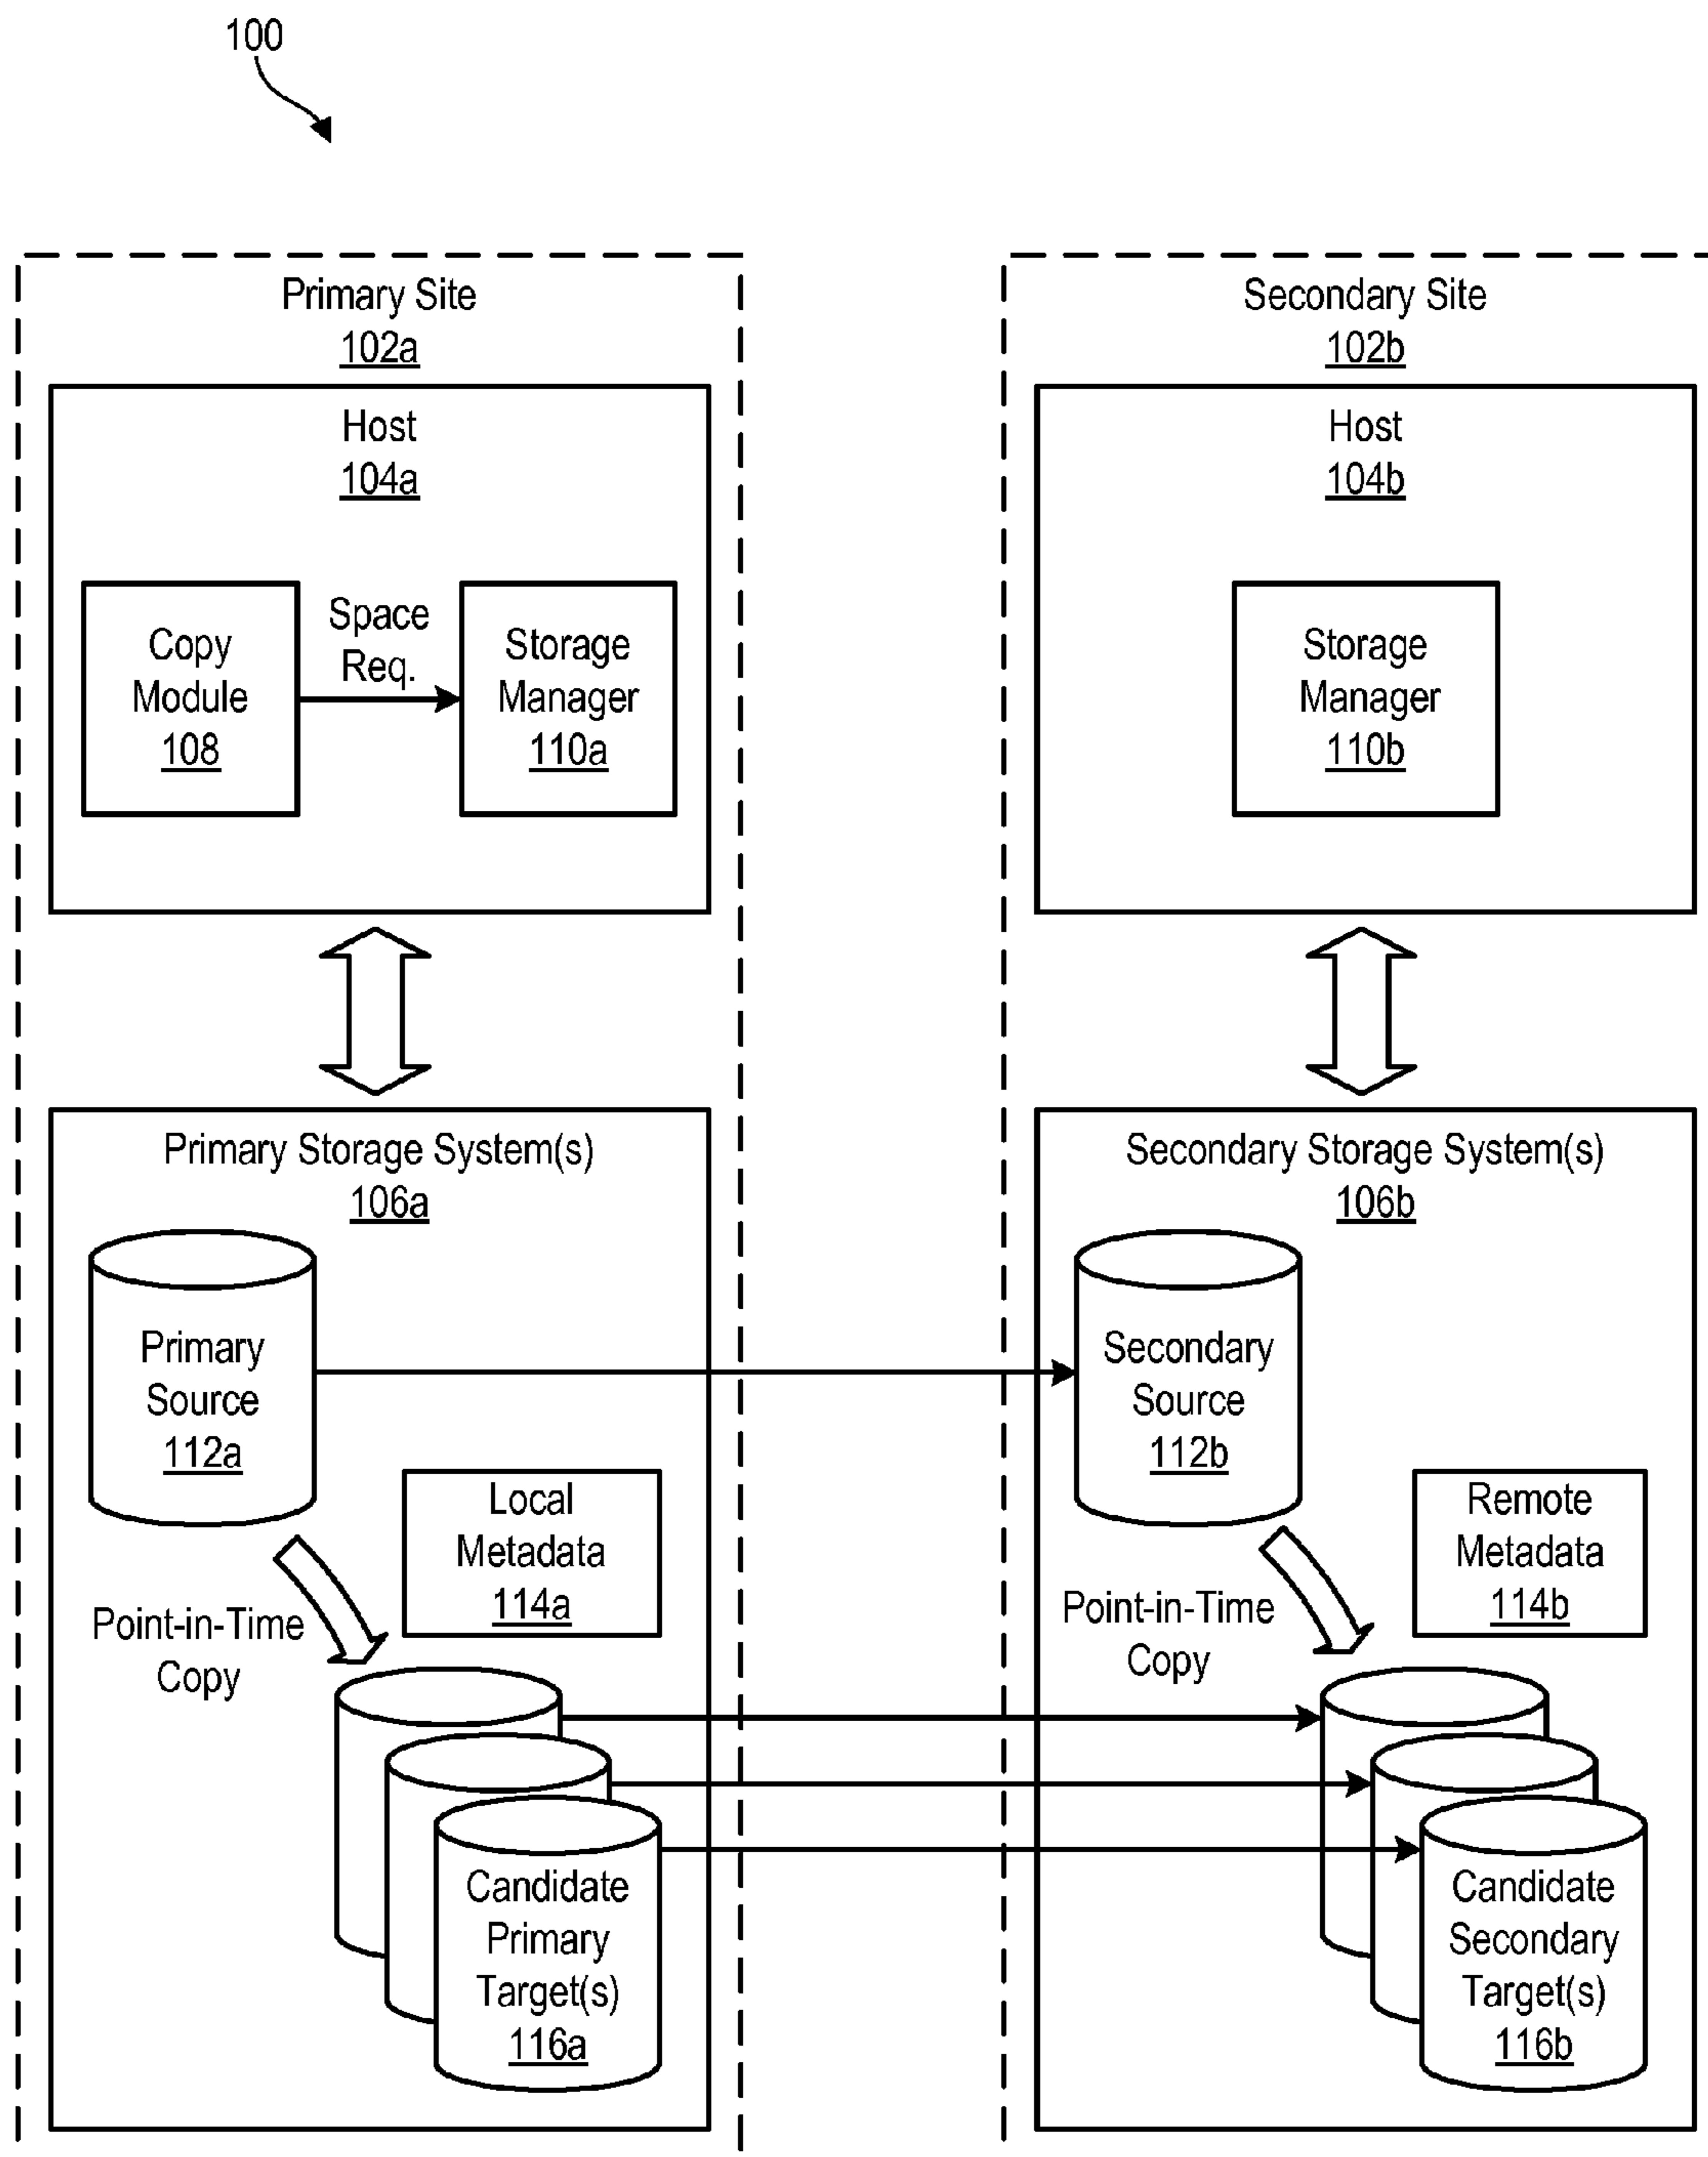 100
Primary Site
102a
Host
104a
Copy
Module
108
Space
Req.
Storage
Manager
110a
Primary Storage System(s)
106a
Primary
Source
112a
Local
Metadata
114a
Point-in-Time
Copy
Candidate
Primary
Target(s)
116a
Secondary Site
102b
Host
104b
Storage
Manager
110b
Secondary Storage System(s)
106b
Secondary
Source
112b
Remote
Metadata
114b
Point-in-Time
Copy
Candidate
Secondary
Target(s)
116b